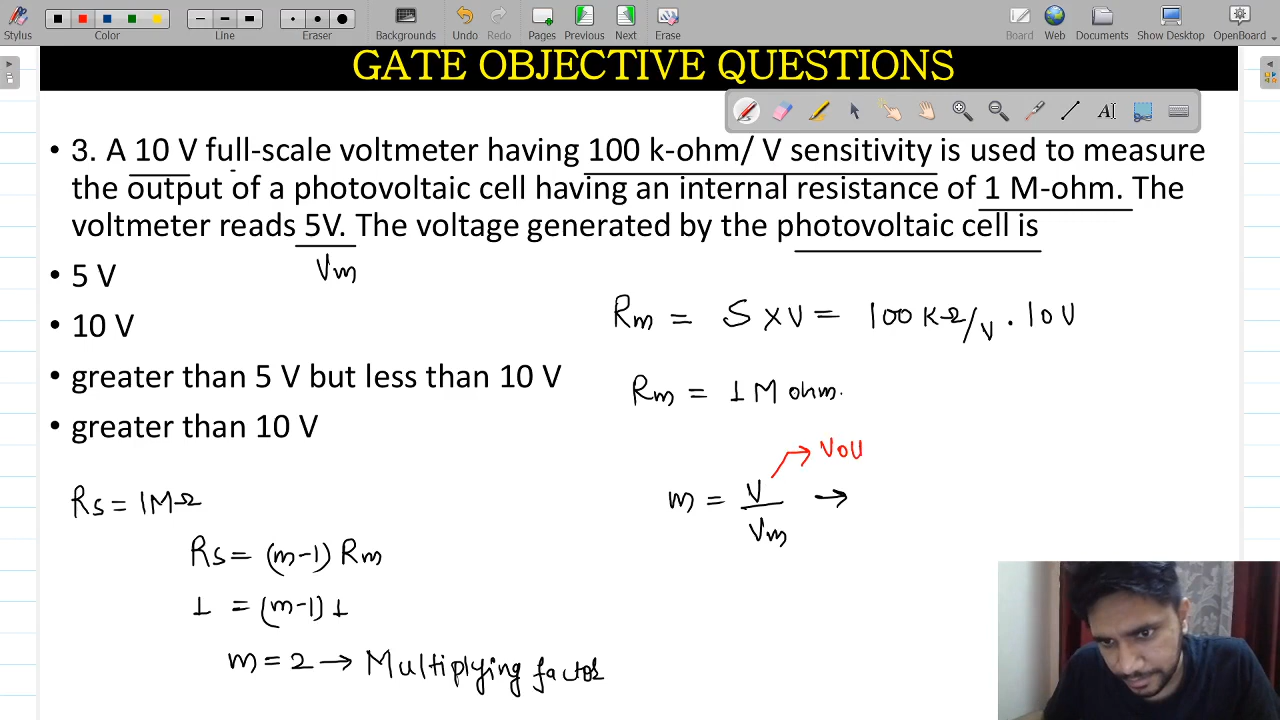 Stylus Color Line Eraser Backgrounds Undo Redo Pages Previous Next Erase Board Web Documents Show Desktop OpenBoard
GATE OBJECTIVE QUESTIONS
• 3. A 10 V full-scale voltmeter having 100 k-ohm/ V sensitivity is used to measure
the output of a photovoltaic cell having an internal resistance of 1 M-ohm. The
voltmeter reads 5V. The voltage generated by the photovoltaic cell is
Vm
• 5 V
• 10 V
• greater than 5 V but less than 10 V
• greater than 10 V
Rm = S x V = 100 KΩ/V . 10V
Rm = 1 M ohm.
m = V/Vm →
→ Vou
Rs = 1MΩ
Rs = (m-1) Rm
1 = (m-1) 1
m = 2 → Multiplying factor